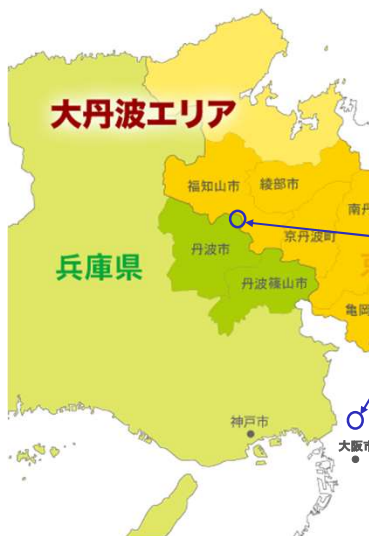 大丹波エリア
福知山市
綾部市
南丹
京丹波町
丹波市
兵庫県
丹波篠山市
亀岡
神戸市
大阪市